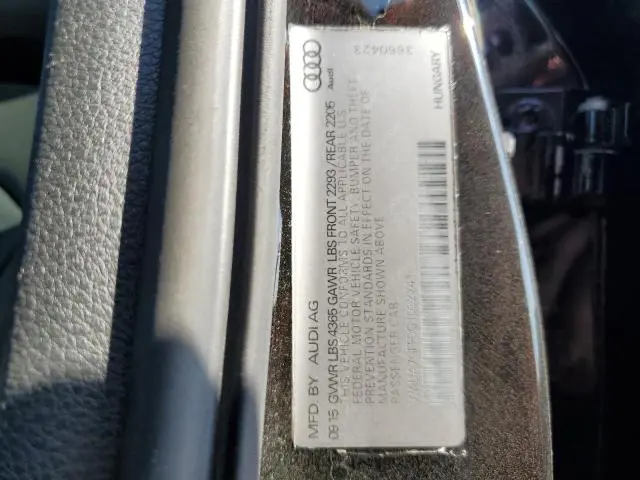 MFD. BY AUDI AG
09 15 GVWR LBS 4365 GAWR LBS FRONT 2293 / REAR 2205
THIS VEHICLE CONFORMS TO ALL APPLICABLE U.S.
FEDERAL MOTOR VEHICLE SAFETY, BUMPER AND THEFT
PREVENTION STANDARDS IN EFFECT ON THE DATE OF
MANUFACTURE SHOWN ABOVE
PASSENGER CAR
Audi
3660423
HUNGARY